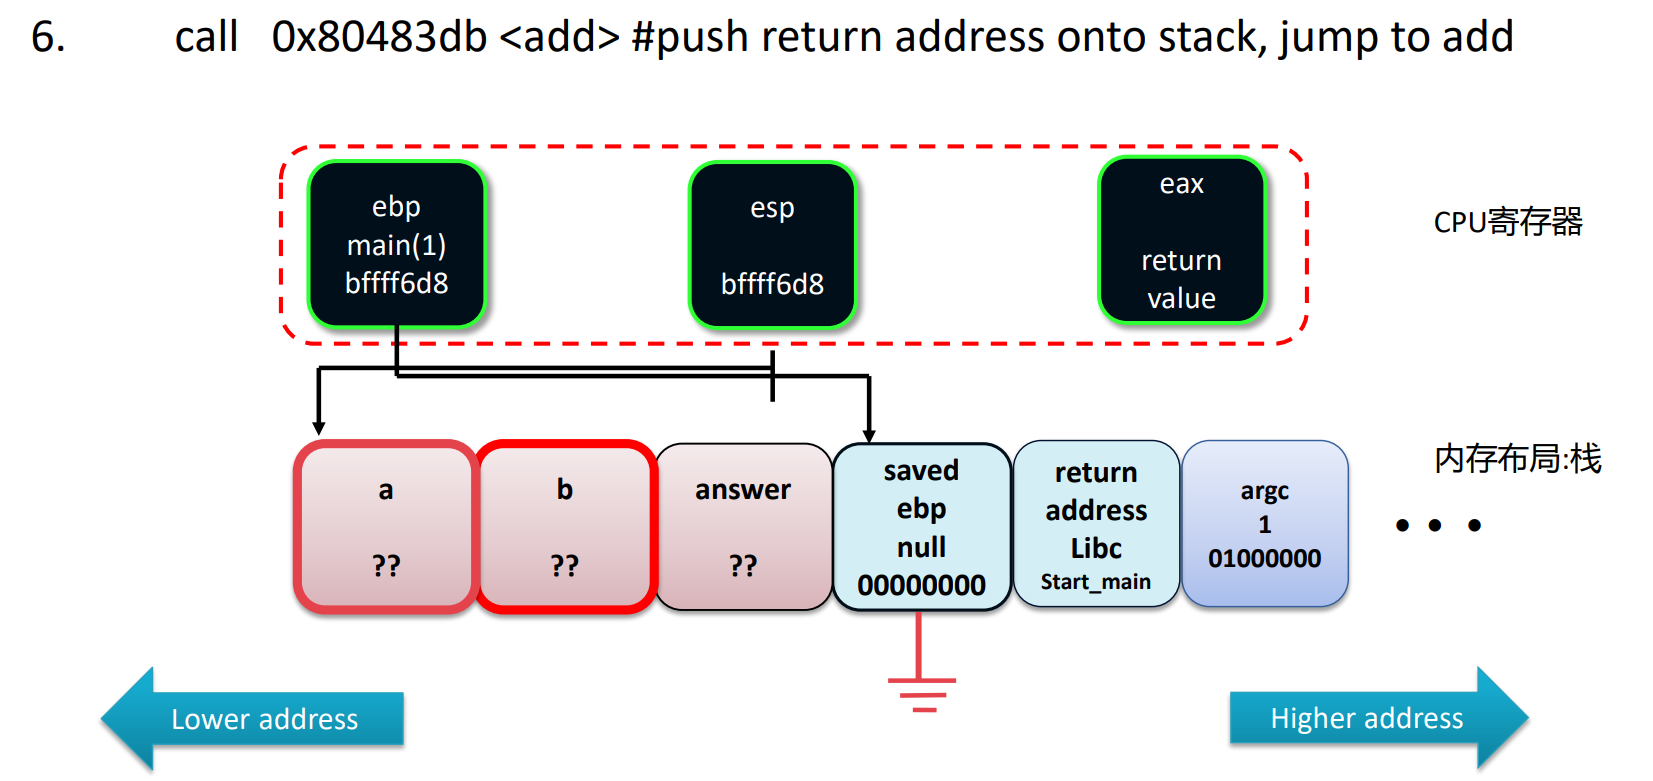 6. call 0x80483db <add> #push return address onto stack, jump to add
ebp
main(1)
bffff6d8
esp
bffff6d8
eax
return
value
CPU寄存器
a
??
b
??
answer
??
saved
ebp
null
00000000
return
address
Libc
Start_main
argc
1
01000000
内存布局:栈
• • •
Lower address
Higher address